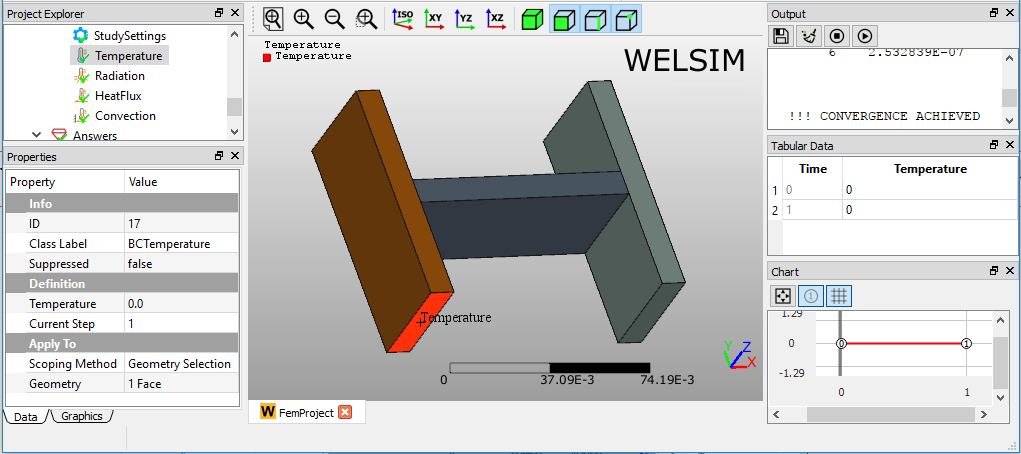 Project Explorer
StudySettings
Temperature
Radiation
HeatFlux
Convection
Answers
Properties
Property Value
Info
ID 17
Class Label BCTemperature
Suppressed false
Definition
Temperature 0.0
Current Step 1
Apply To
Scoping Method Geometry Selection
Geometry 1 Face
Data Graphics
ISO XY YZ XZ
Temperature
Temperature
WELSIM
Temperature
0 37.09E-3 74.19E-3
Y Z X
W FemProject
Output
6 2.532839E-07
!!! CONVERGENCE ACHIEVED
Tabular Data
Time Temperature
1 0 0
2 1 0
Chart
1
1.29
0 0 1
-1.29
0 1